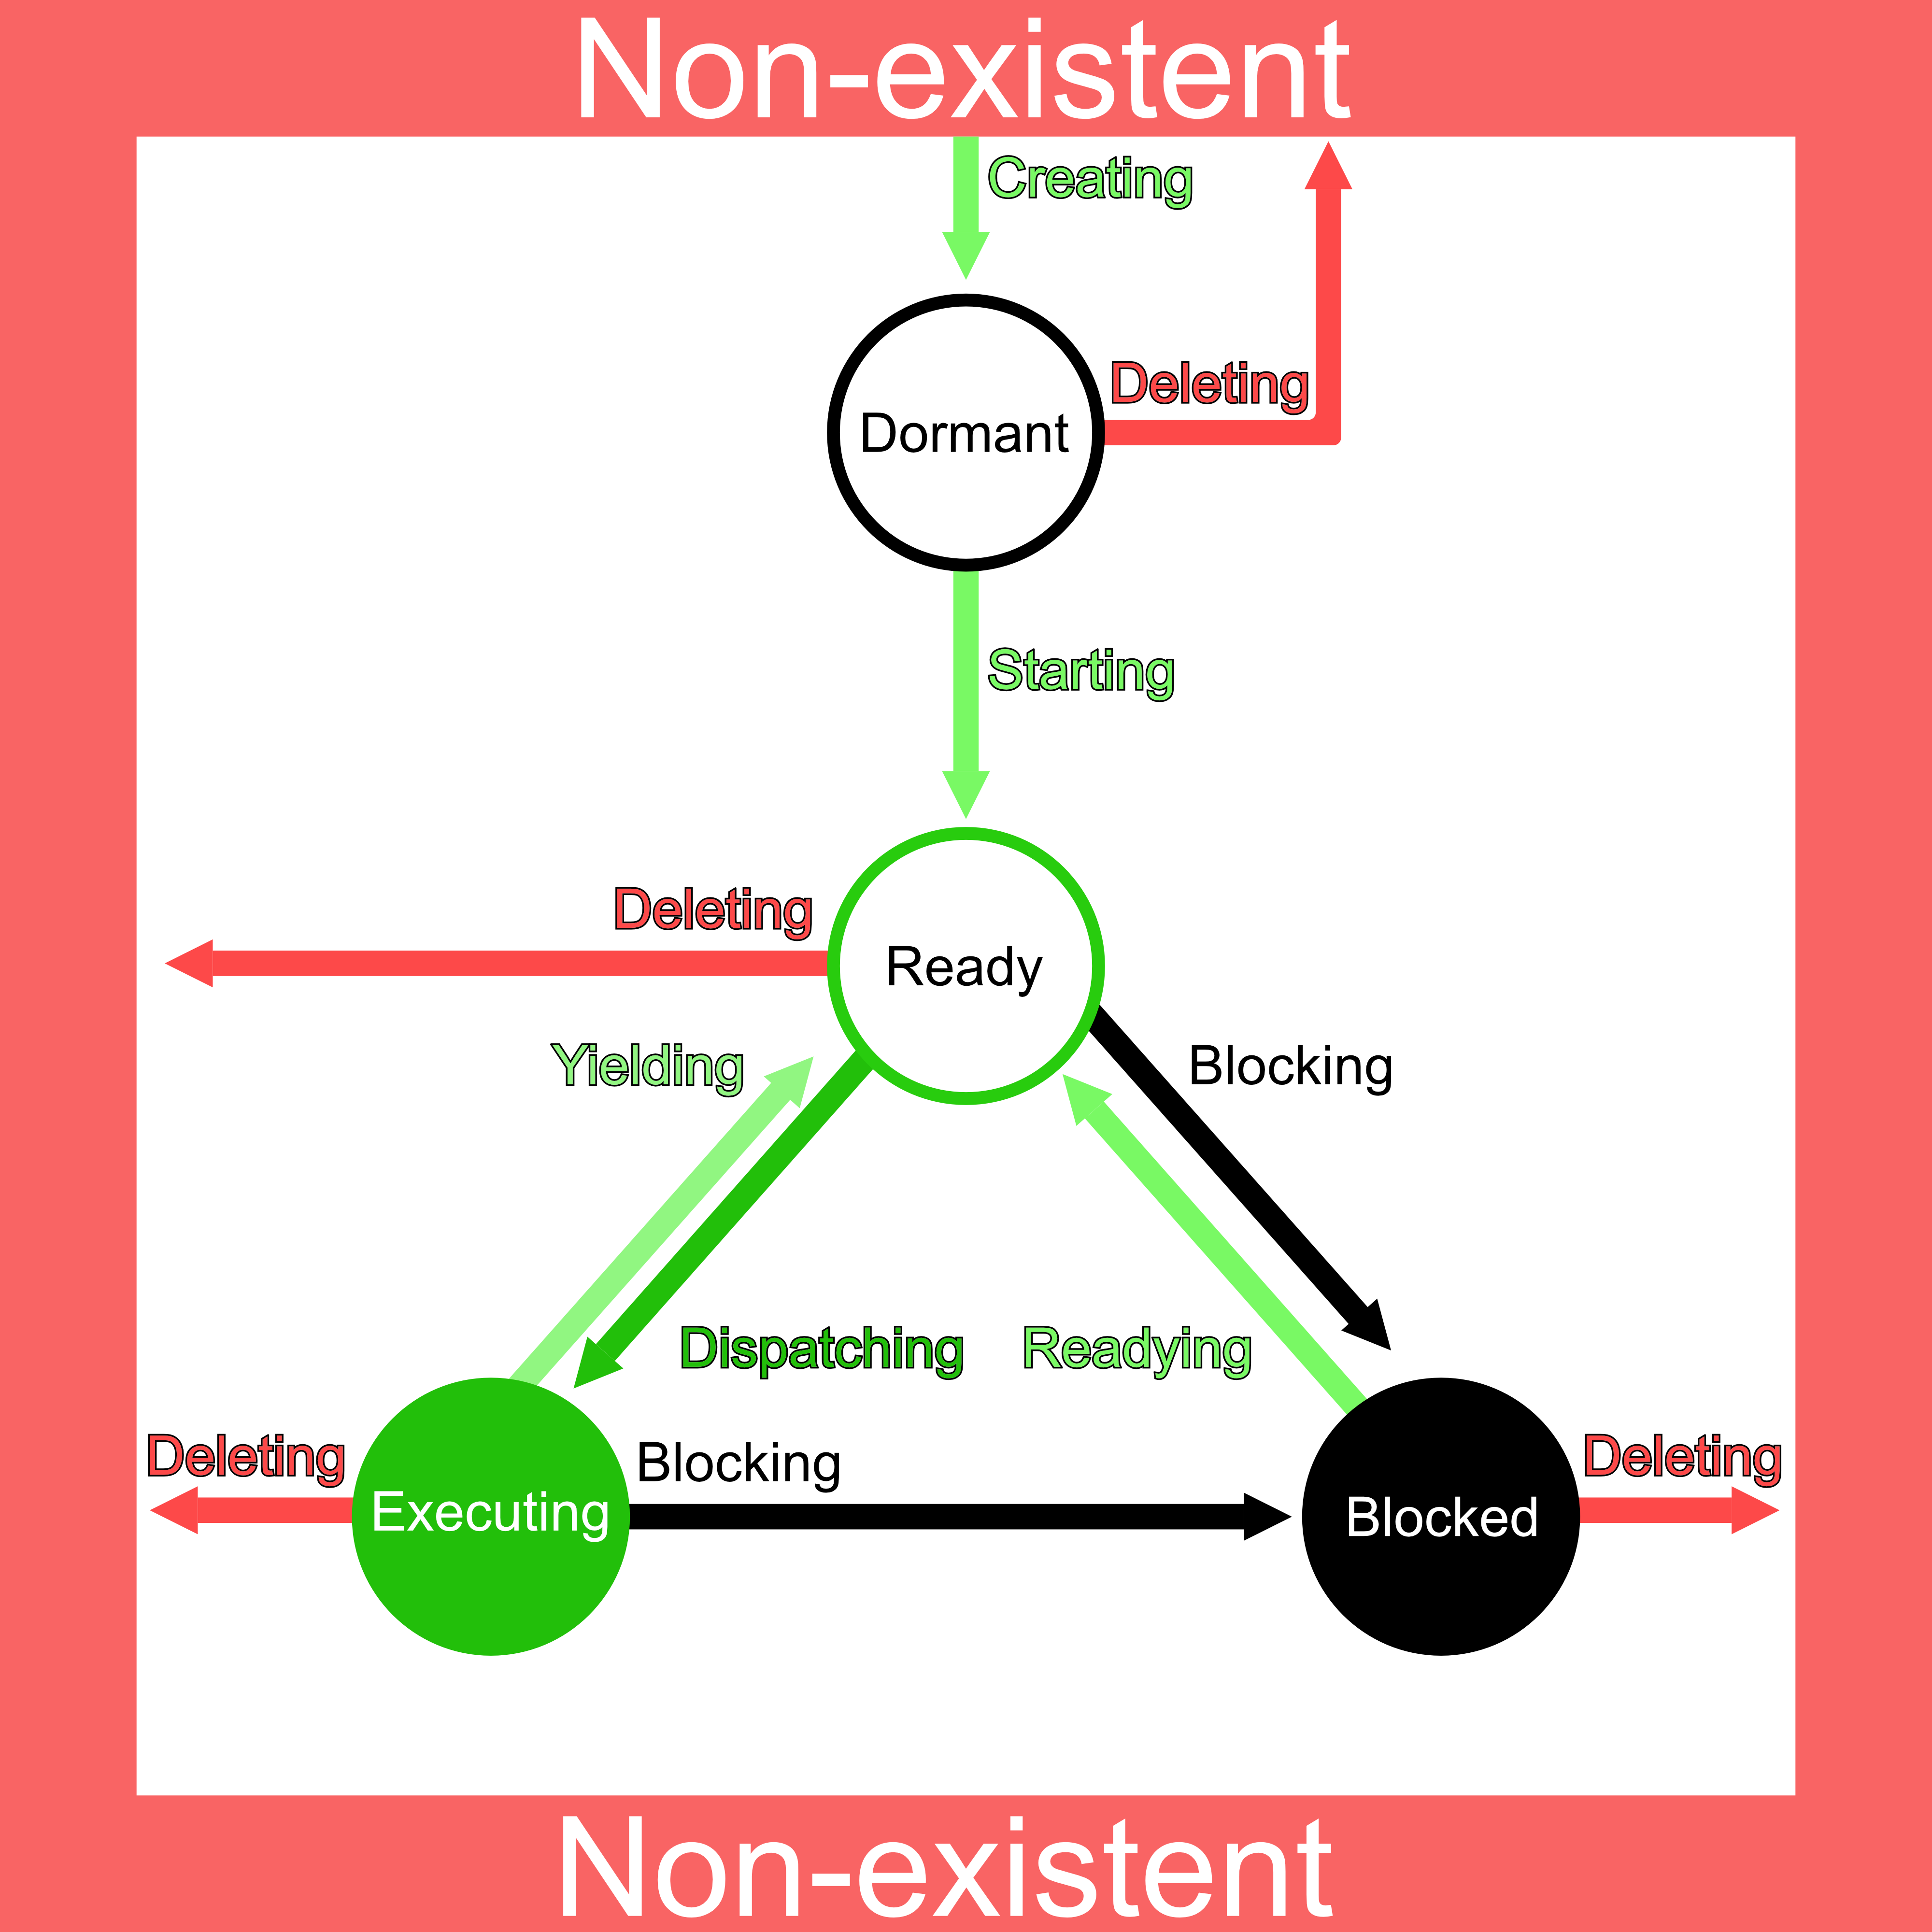 Non-existent
Creating
Deleting
Dormant
Starting
Deleting
Ready
Yielding
Blocking
Dispatching
Readying
Deleting
Blocking
Deleting
Executing
Blocked
Non-existent